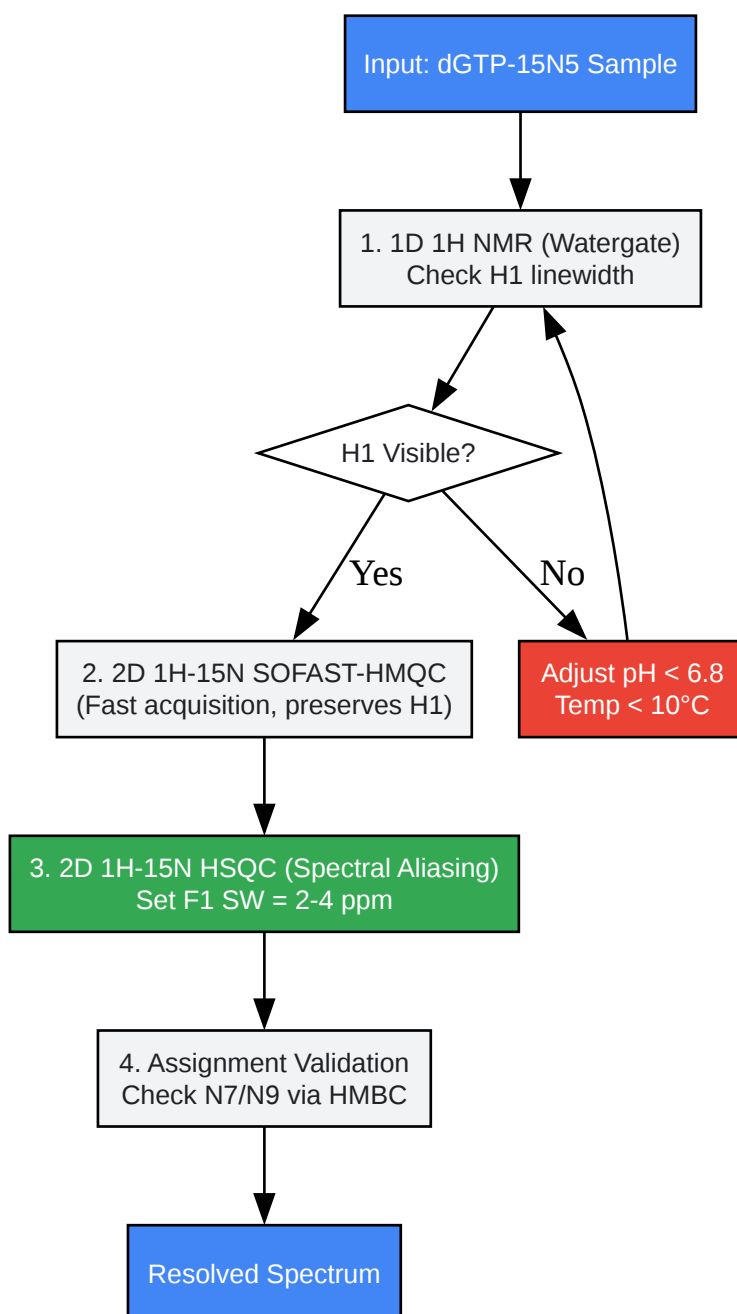 Input: dGTP-15N5 Sample
1. 1D 1H NMR (Watergate)
Check H1 linewidth
H1 Visible?
Yes
No
2. 2D 1H-15N SOFAST-HMQC
(Fast acquisition, preserves H1)
Adjust pH < 6.8
Temp < 10°C
3. 2D 1H-15N HSQC (Spectral Aliasing)
Set F1 SW = 2-4 ppm
4. Assignment Validation
Check N7/N9 via HMBC
Resolved Spectrum